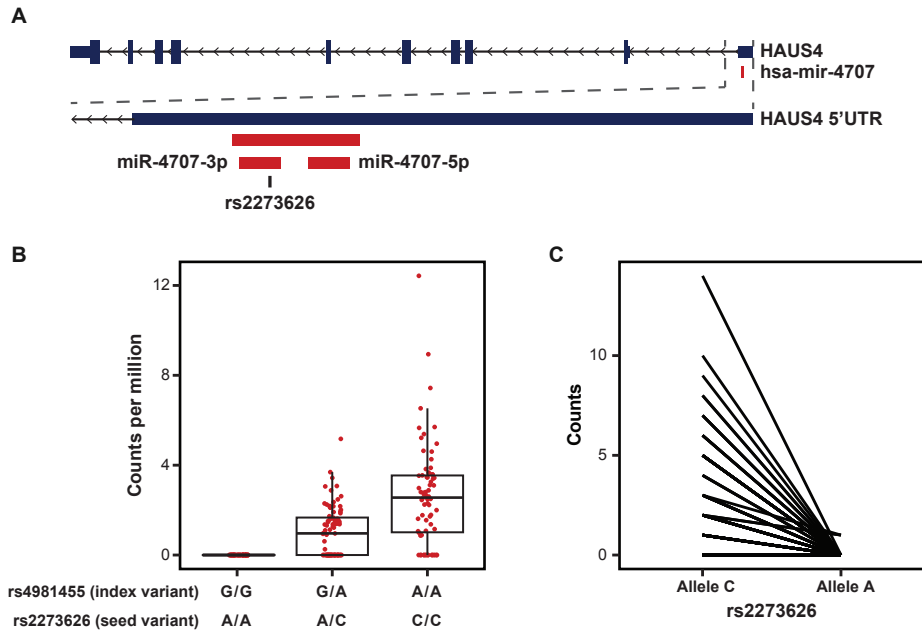 A
HAUS4
hsa-mir-4707
HAUS4 5'UTR
miR-4707-3p
miR-4707-5p
rs2273626
B
Counts per million
12
8
4
0
rs4981455 (index variant) G/G G/A A/A
rs2273626 (seed variant) A/A A/C C/C
C
Counts
10
5
0
Allele C Allele A
rs2273626